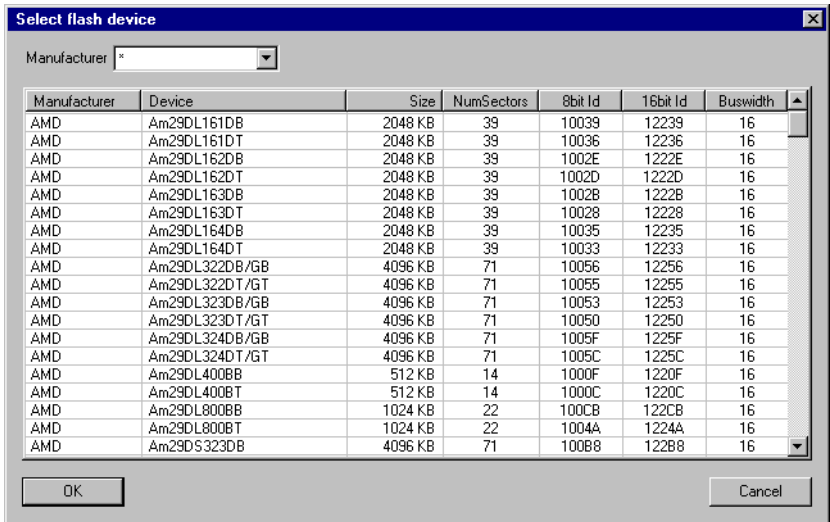 Select flash device
Manufacturer *
Manufacturer Device Size NumSectors 8bit Id 16bit Id Buswidth
AMD Am29DL161DB 2048 KB 39 10039 12239 16
AMD Am29DL161DT 2048 KB 39 10036 12236 16
AMD Am29DL162DB 2048 KB 39 1002E 1222E 16
AMD Am29DL162DT 2048 KB 39 1002D 1222D 16
AMD Am29DL163DB 2048 KB 39 1002B 1222B 16
AMD Am29DL163DT 2048 KB 39 10028 12228 16
AMD Am29DL164DB 2048 KB 39 10035 12235 16
AMD Am29DL164DT 2048 KB 39 10033 12233 16
AMD Am29DL322DB/GB 4096 KB 71 10056 12256 16
AMD Am29DL322DT/GT 4096 KB 71 10055 12255 16
AMD Am29DL323DB/GB 4096 KB 71 10053 12253 16
AMD Am29DL323DT/GT 4096 KB 71 10050 12250 16
AMD Am29DL324DB/GB 4096 KB 71 1005F 1225F 16
AMD Am29DL324DT/GT 4096 KB 71 1005C 1225C 16
AMD Am29DL400BB 512 KB 14 1000F 1220F 16
AMD Am29DL400BT 512 KB 14 1000C 1220C 16
AMD Am29DL800BB 1024 KB 22 100CB 122CB 16
AMD Am29DL800BT 1024 KB 22 1004A 1224A 16
AMD Am29DS323DB 4096 KB 71 100B8 122B8 16
OK Cancel